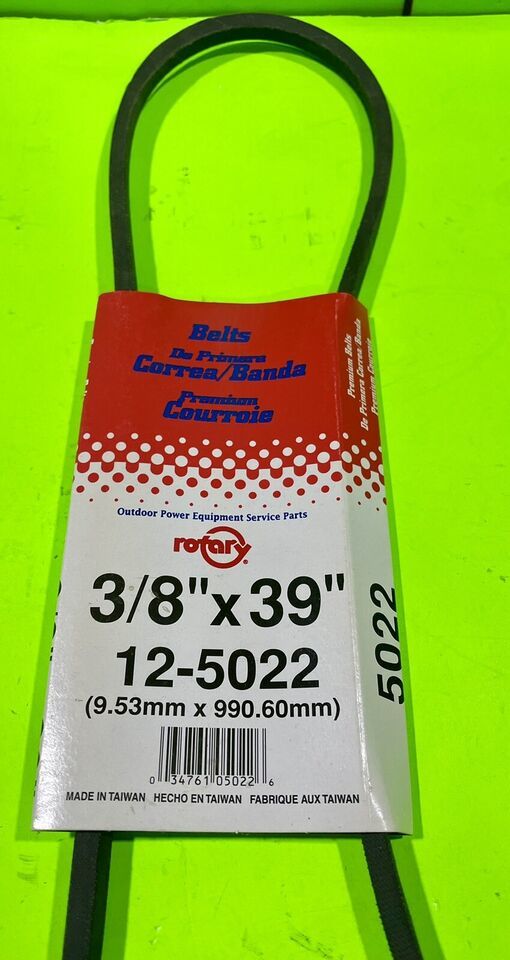 Belts
De Primera
Correa/Banda
Premium
Courroie
Premium Belts
De Primera Correa/Banda
Premium Courroie
Outdoor Power Equipment Service Parts
rotary®
3/8" x 39"
12-5022
(9.53mm x 990.60mm)
5022
0 34761 05022 6
MADE IN TAIWAN HECHO EN TAIWAN FABRIQUE AUX TAIWAN